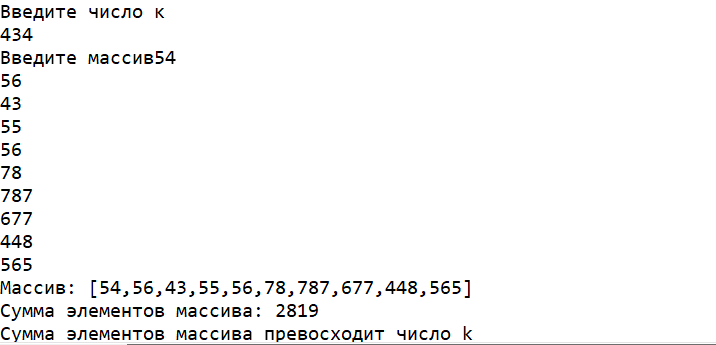 Введите число к
434
Введите массив54
56
43
55
56
78
787
677
448
565
Массив: [54,56,43,55,56,78,787,677,448,565]
Сумма элементов массива: 2819
Сумма элементов массива превосходит число k